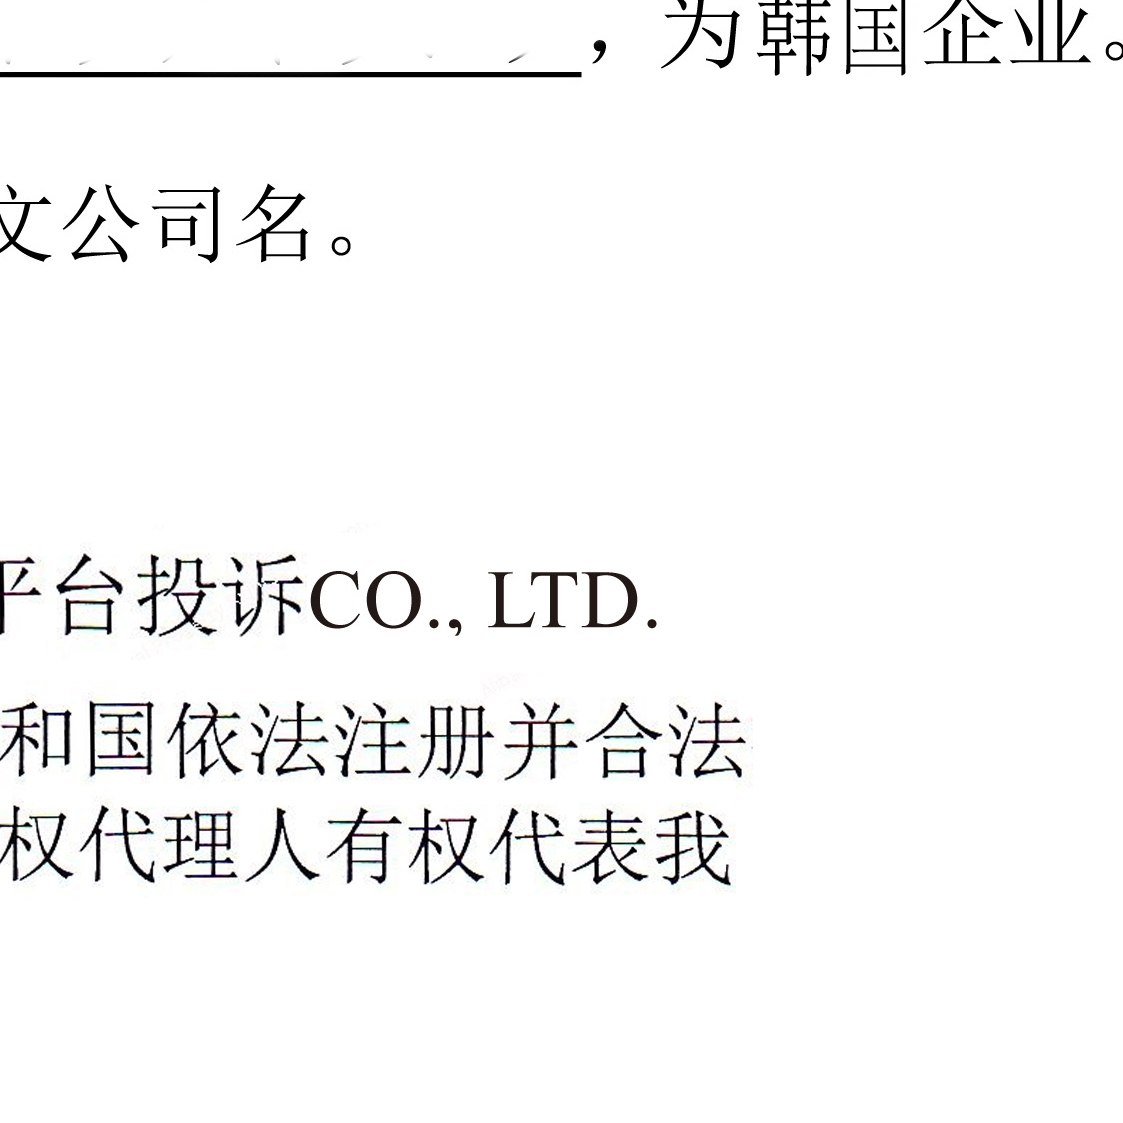 ，为韩国企业。
文公司名。
平台投诉CO., LTD.
和国依法注册并合法
权代理人有权代表我